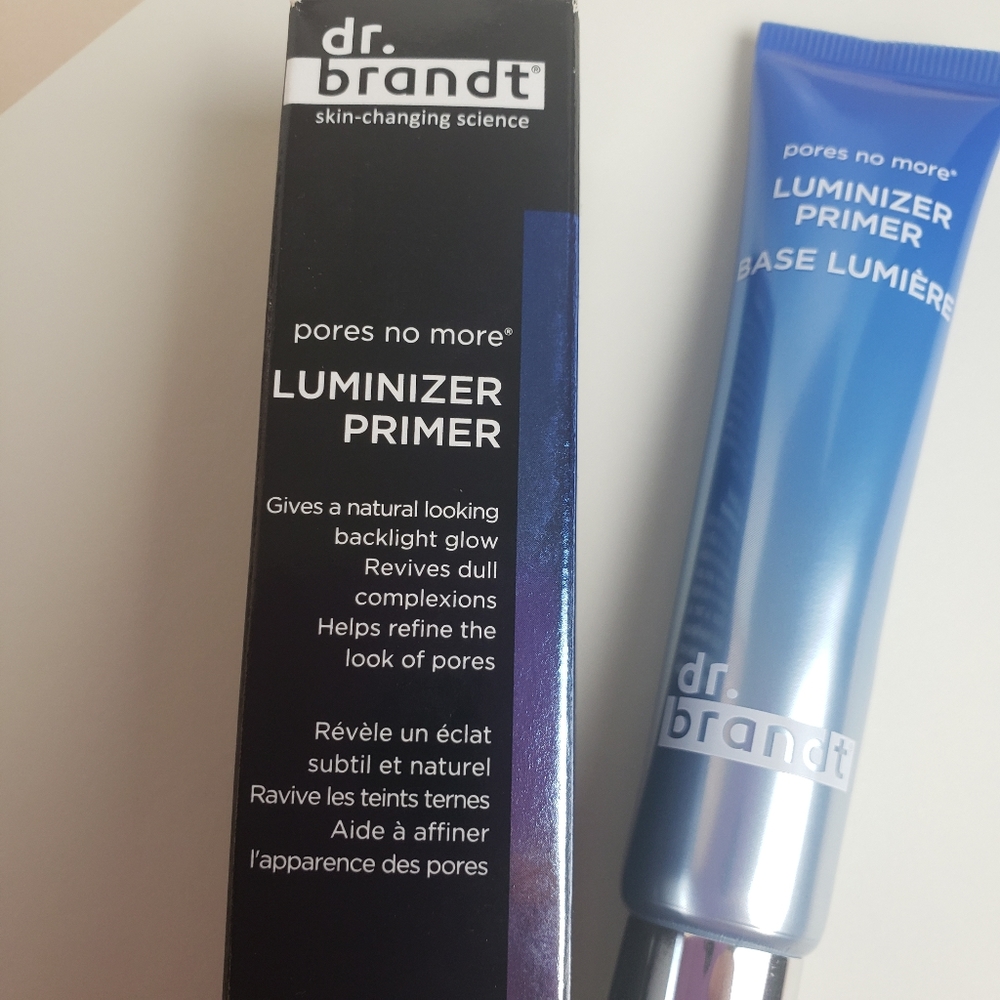 dr.
brandt®
skin-changing science
pores no more®
LUMINIZER
PRIMER
Gives a natural looking
backlight glow
Revives dull
complexions
Helps refine the
look of pores
Révèle un éclat
subtil et naturel
Ravive les teints ternes
Aide à affiner
l'apparence des pores
pores no more®
LUMINIZER
PRIMER
BASE LUMIÈRE
dr.
brandt